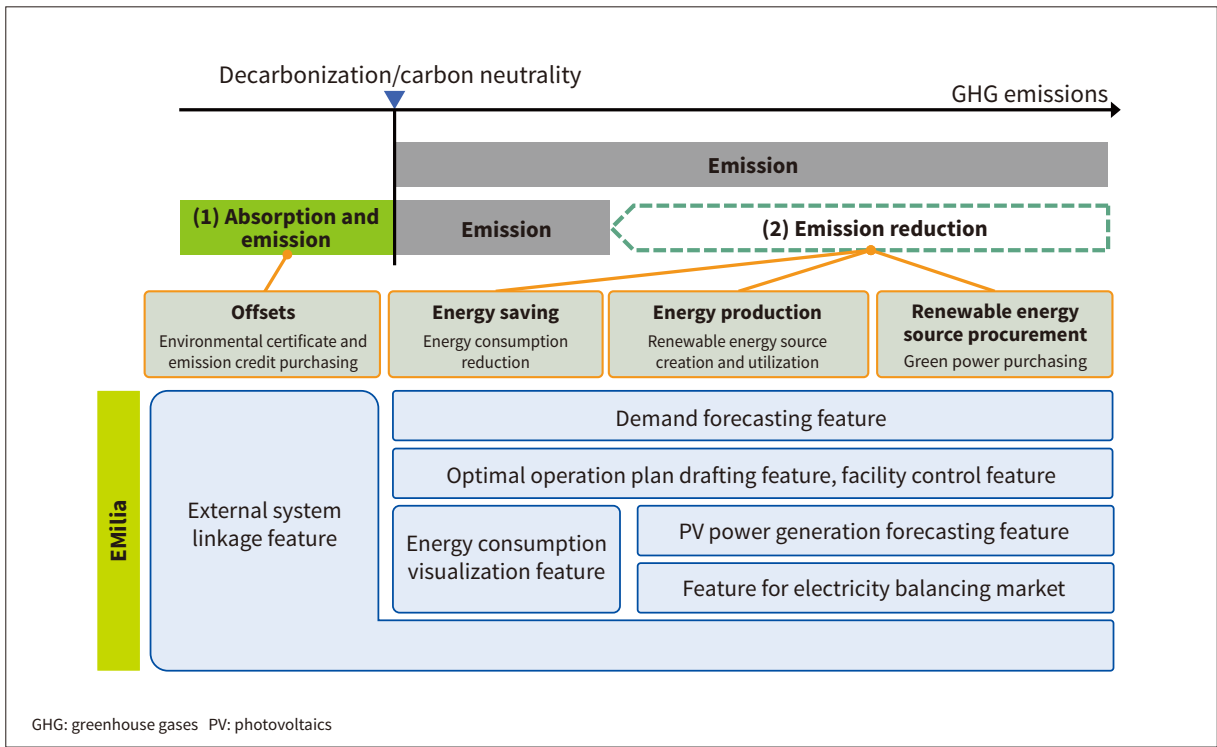 Decarbonization/carbon neutrality
GHG emissions
Emission
(1) Absorption and
emission
Emission
(2) Emission reduction
Offsets
Environmental certificate and
emission credit purchasing
Energy saving
Energy consumption
reduction
Energy production
Renewable energy source
creation and utilization
Renewable energy
source procurement
Green power purchasing
EMilia
External system
linkage feature
Demand forecasting feature
Optimal operation plan drafting feature, facility control feature
Energy consumption
visualization feature
PV power generation forecasting feature
Feature for electricity balancing market
GHG: greenhouse gases PV: photovoltaics